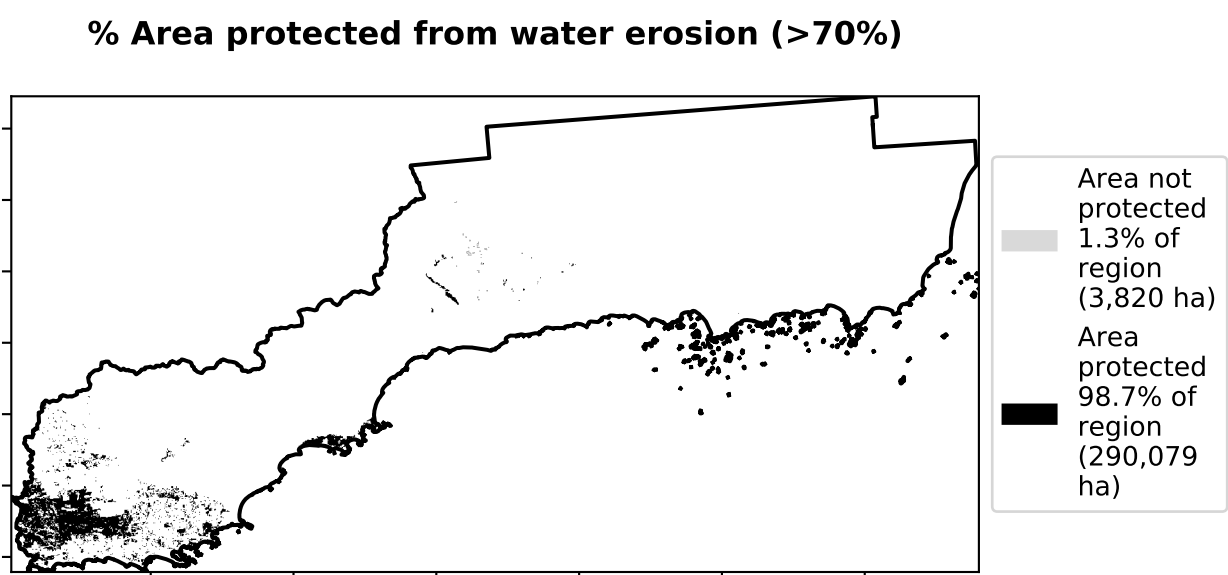 % Area protected from water erosion (>70%)
Area not
protected
1.3% of
region
(3,820 ha)
Area
protected
98.7% of
region
(290,079
ha)